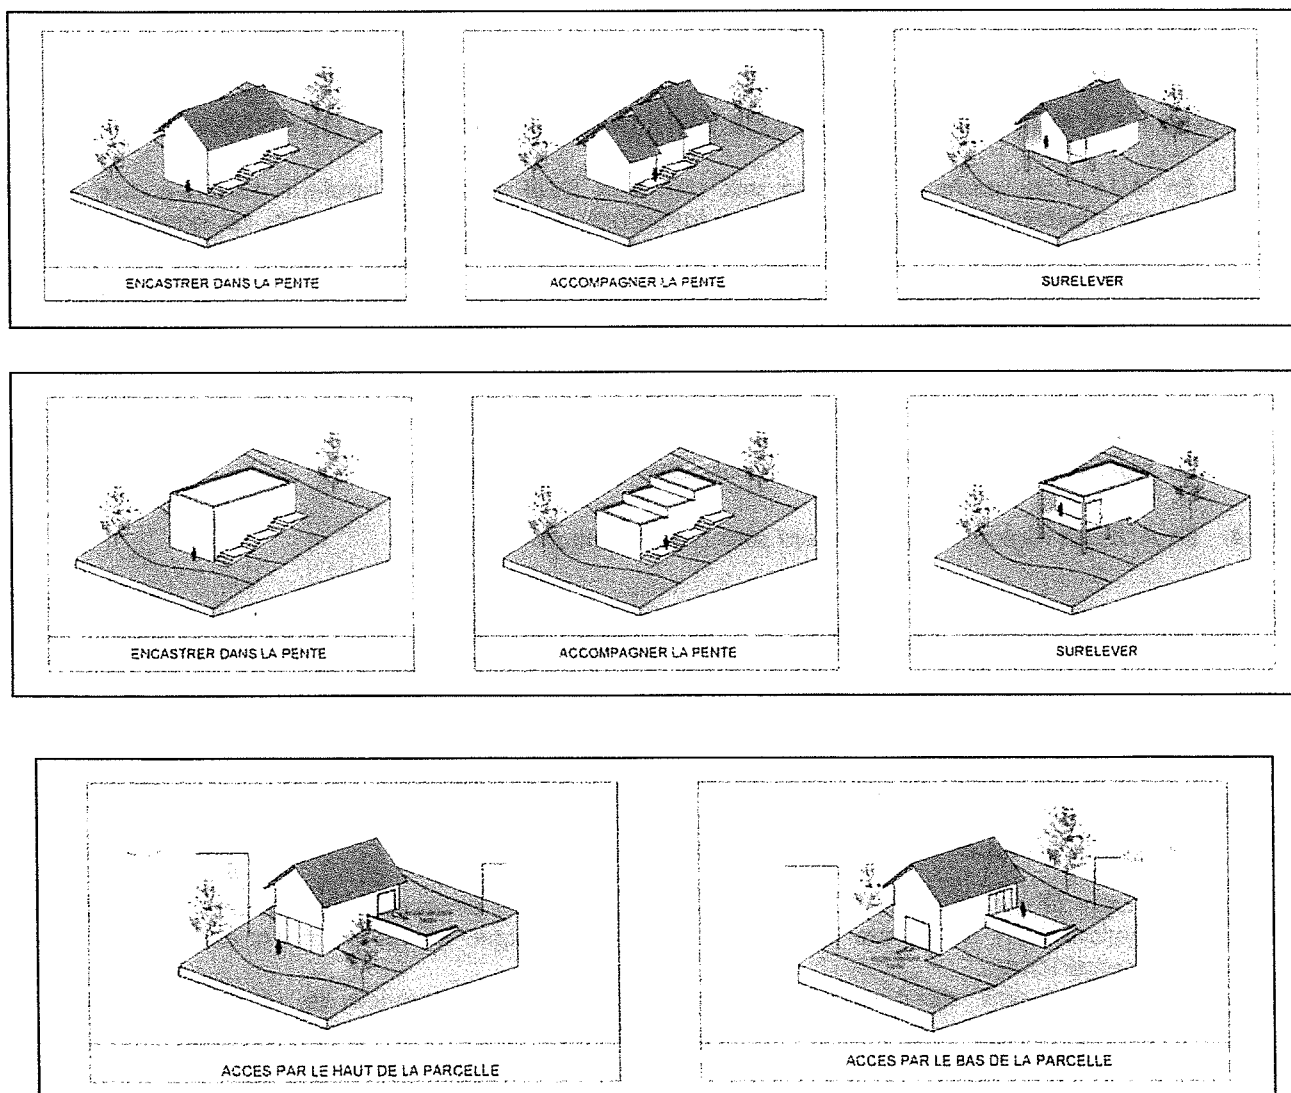 ENCASTRER DANS LA PENTE
ACCOMPAGNER LA PENTE
SURELEVER
ENCASTRER DANS LA PENTE
ACCOMPAGNER LA PENTE
SURELEVER
ACCES PAR LE HAUT DE LA PARCELLE
ACCES PAR LE BAS DE LA PARCELLE